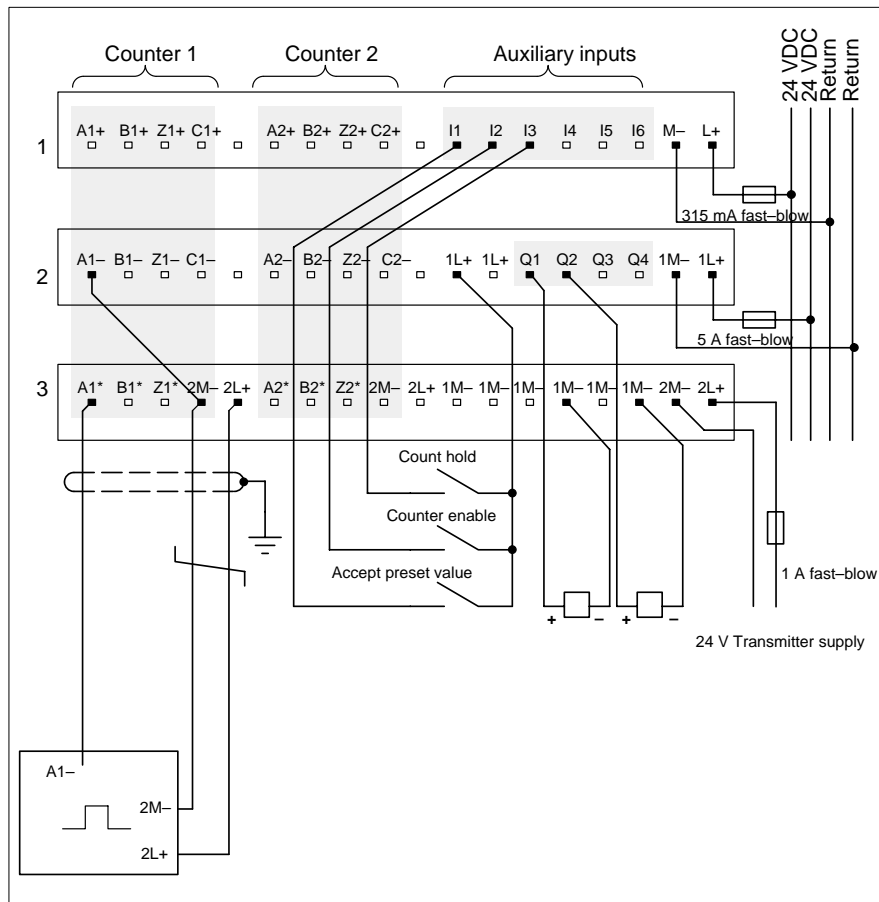 Counter 1 Counter 2 Auxiliary inputs
24 VDC
24 VDC
Return
Return
1 A1+ B1+ Z1+ C1+ A2+ B2+ Z2+ C2+ I1 I2 I3 I4 I5 I6 M– L+
315 mA fast–blow
2 A1– B1– Z1– C1– A2– B2– Z2– C2– 1L+ 1L+ Q1 Q2 Q3 Q4 1M– 1L+
5 A fast–blow
3 A1* B1* Z1* 2M– 2L+ A2* B2* Z2* 2M– 2L+ 1M– 1M– 1M– 1M– 1M– 1M– 2M– 2L+
Count hold
Counter enable
Accept preset value
1 A fast–blow
+ – + –
24 V Transmitter supply
A1–
2M–
2L+